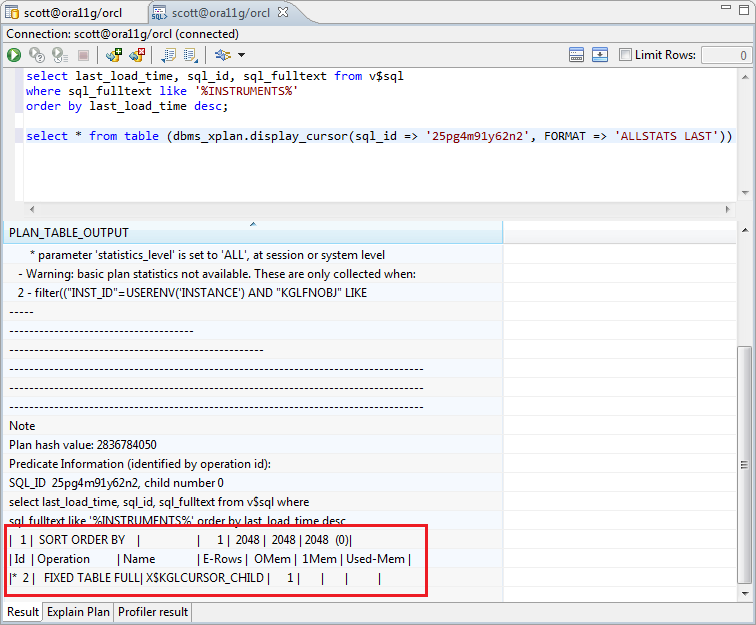 scott@ora11g/orcl
scott@ora11g/orcl
Connection: scott@ora11g/orcl (connected)
Limit Rows: 0
select last_load_time, sql_id, sql_fulltext from v$sql
where sql_fulltext like '%INSTRUMENTS%'
order by last_load_time desc;
select * from table (dbms_xplan.display_cursor(sql_id => '25pg4m91y62n2', FORMAT => 'ALLSTATS LAST'))
PLAN_TABLE_OUTPUT
* parameter 'statistics_level' is set to 'ALL', at session or system level
- Warning: basic plan statistics not available. These are only collected when:
2 - filter(("INST_ID"=USERENV('INSTANCE') AND "KGLFNOBJ" LIKE
-----
-------------------------------------
---------------------------------------------------
-----------------------------------------------------------------------------------
-----------------------------------------------------------------------------------
-----------------------------------------------------------------------------------
Note
Plan hash value: 2836784050
Predicate Information (identified by operation id):
SQL_ID 25pg4m91y62n2, child number 0
select last_load_time, sql_id, sql_fulltext from v$sql where
sql_fulltext like '%INSTRUMENTS%' order by last_load_time desc
| 1 | SORT ORDER BY | | 1 | 2048 | 2048 | 2048 (0)|
| Id | Operation | Name | E-Rows | OMem | 1Mem | Used-Mem |
|* 2 | FIXED TABLE FULL| X$KGLCURSOR_CHILD | 1 | | | |
Result Explain Plan Profiler result